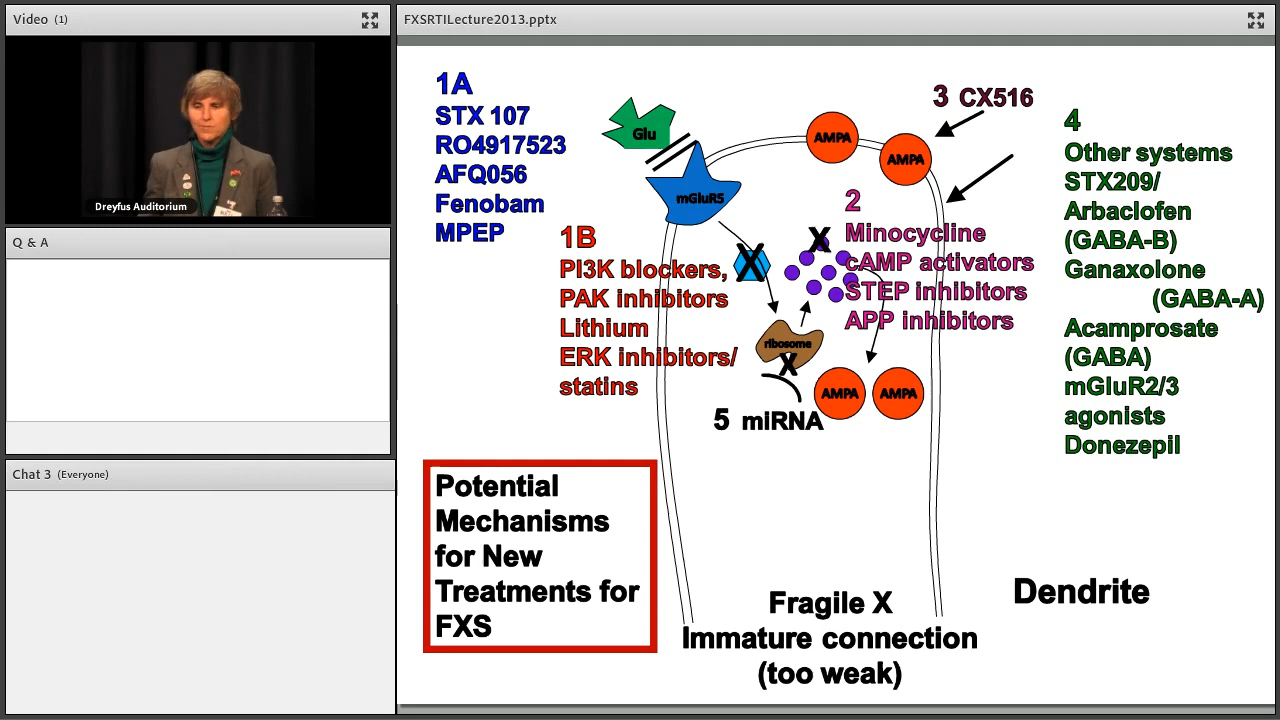 Video (1)
FXSRTILecture2013.pptx
Dreyfus Auditorium
Q & A
Chat 3 (Everyone)
1A
STX 107
RO4917523
AFQ056
Fenobam
MPEP
Glu
mGluR5
AMPA
AMPA
3 CX516
1B
PI3K blockers,
PAK inhibitors
Lithium
ERK inhibitors/
statins
X
X
2
Minocycline
cAMP activators
STEP inhibitors
APP inhibitors
ribosome
X
AMPA
AMPA
5 miRNA
4
Other systems
STX209/
Arbaclofen
(GABA-B)
Ganaxolone
(GABA-A)
Acamprosate
(GABA)
mGluR2/3
agonists
Donezepil
Potential
Mechanisms
for New
Treatments for
FXS
Fragile X
Immature connection
(too weak)
Dendrite